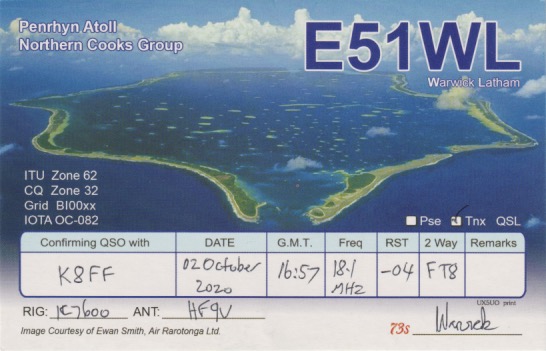 Penrhyn Atoll
Northern Cooks Group
E51WL
Warwick Latham
ITU Zone 62
CQ Zone 32
Grid BI00xx
IOTA OC-082
Pse Tnx QSL
Confirming QSO with DATE G.M.T. Freq RST 2 Way Remarks
K8FF 02 October 2020 16:57 18.1 MHz -04 FT8
UX5UO print
RIG: IC7600 ANT: HF9V 73s Warwick
Image Courtesy of Ewan Smith, Air Rarotonga Ltd.